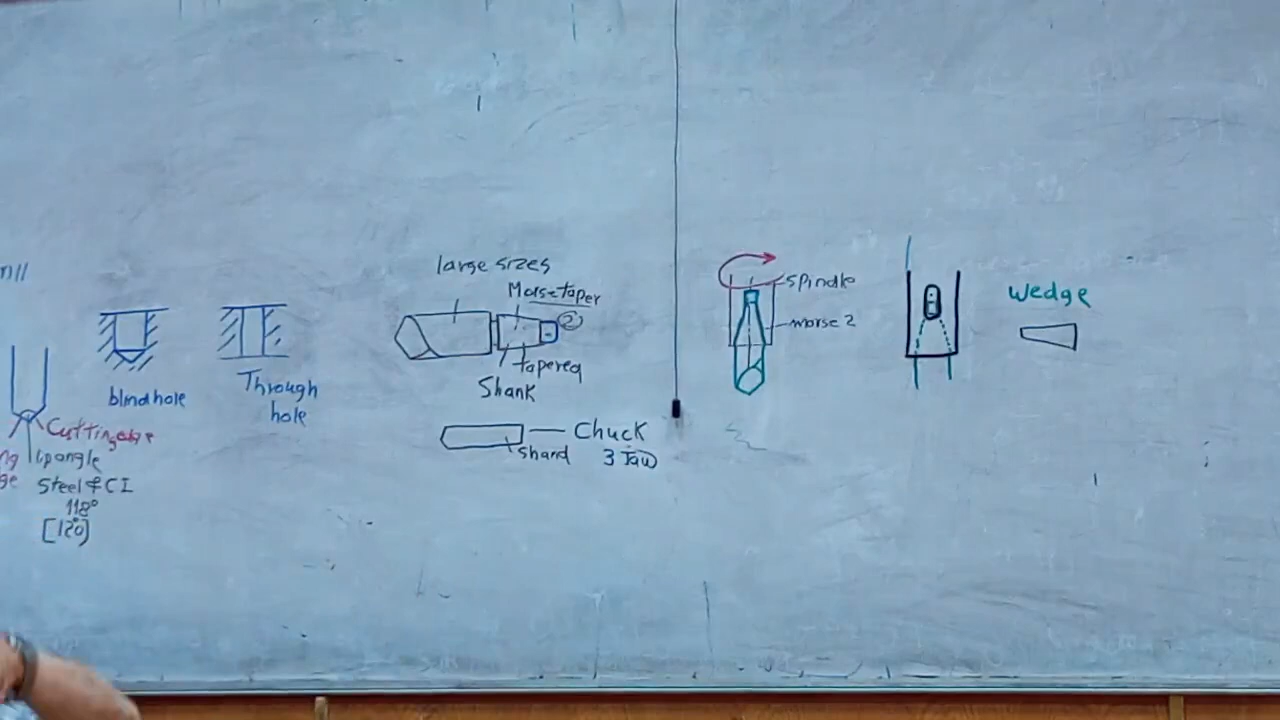 blind hole
Through
hole
Cutting edge
lip angle
Steel & CI
118°
[120]
large sizes
Morse taper
2
tapered
Shank
Chuck
3 Jaw
spindle
morse 2
wedge